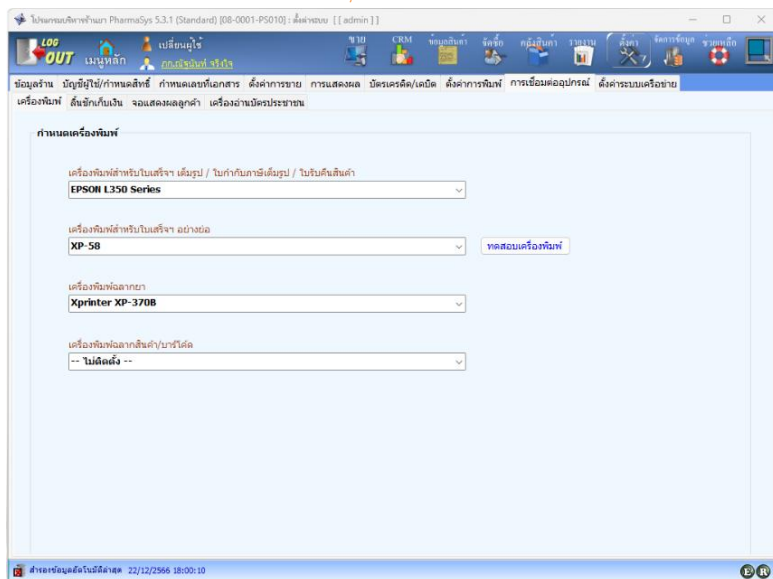 โปรแกรมบริหารร้านยา PharmaSys 5.3.1 (Standard) [08-0001-PS010] : ตั้งค่าระบบ [ [ admin ] ]
LOG OUT เมนูหลัก เปลี่ยนผู้ใช้ ขาย CRM ข้อมูลสินค้า จัดซื้อ คลังสินค้า รายงาน ตั้งค่า จัดการข้อมูล ช่วยเหลือ
ข้อมูลร้าน บัญชีผู้ใช้/กำหนดสิทธิ์ กำหนดเลขที่เอกสาร ตั้งค่าการขาย การแสดงผล บัตรเครดิต/เดบิต ตั้งค่าการพิมพ์ การเชื่อมต่ออุปกรณ์ ตั้งค่าระบบเครือข่าย
เครื่องพิมพ์ ลิ้นชักเก็บเงิน จอแสดงผลลูกค้า เครื่องอ่านบัตรประชาชน
กำหนดเครื่องพิมพ์
เครื่องพิมพ์สำหรับใบเสร็จฯ เต็มรูป / ใบกำกับภาษีเต็มรูป / ใบรับคืนสินค้า
EPSON L350 Series
เครื่องพิมพ์สำหรับใบเสร็จฯ อย่างย่อ
XP-58 ทดสอบเครื่องพิมพ์
เครื่องพิมพ์ฉลากยา
Xprinter XP-370B
เครื่องพิมพ์ฉลากสินค้า/บาร์โค้ด
-- ไม่ติดตั้ง --
สำรองข้อมูลอัตโนมัติล่าสุด 22/12/2566 18:00:10 E R